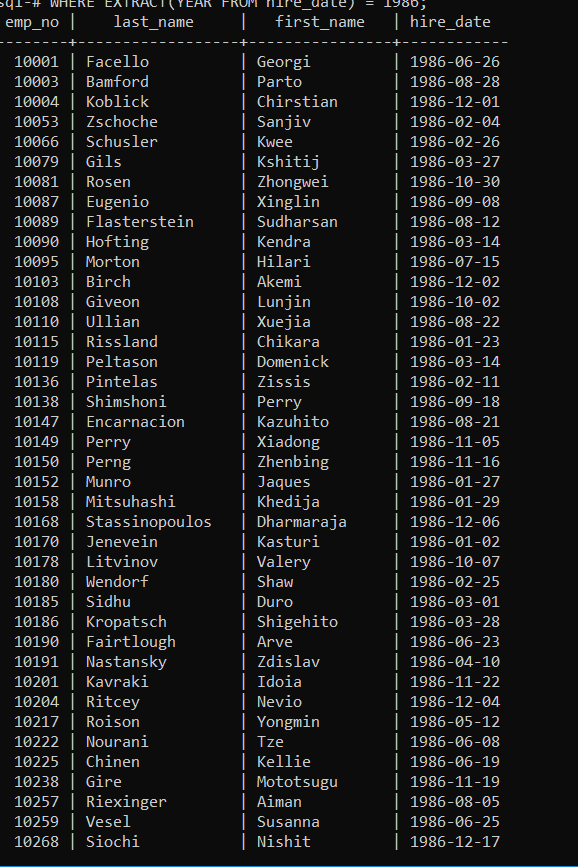 sql-# WHERE EXTRACT(YEAR FROM hire_date) = 1986;
emp_no | last_name | first_name | hire_date
--------+------------------+----------------+------------
10001 | Facello | Georgi | 1986-06-26
10003 | Bamford | Parto | 1986-08-28
10004 | Koblick | Chirstian | 1986-12-01
10053 | Zschoche | Sanjiv | 1986-02-04
10066 | Schusler | Kwee | 1986-02-26
10079 | Gils | Kshitij | 1986-03-27
10081 | Rosen | Zhongwei | 1986-10-30
10087 | Eugenio | Xinglin | 1986-09-08
10089 | Flasterstein | Sudharsan | 1986-08-12
10090 | Hofting | Kendra | 1986-03-14
10095 | Morton | Hilari | 1986-07-15
10103 | Birch | Akemi | 1986-12-02
10108 | Giveon | Lunjin | 1986-10-02
10110 | Ullian | Xuejia | 1986-08-22
10115 | Rissland | Chikara | 1986-01-23
10119 | Peltason | Domenick | 1986-03-14
10136 | Pintelas | Zissis | 1986-02-11
10138 | Shimshoni | Perry | 1986-09-18
10147 | Encarnacion | Kazuhito | 1986-08-21
10149 | Perry | Xiadong | 1986-11-05
10150 | Perng | Zhenbing | 1986-11-16
10152 | Munro | Jaques | 1986-01-27
10158 | Mitsuhashi | Khedija | 1986-01-29
10168 | Stassinopoulos | Dharmaraja | 1986-12-06
10170 | Jenevein | Kasturi | 1986-01-02
10178 | Litvinov | Valery | 1986-10-07
10180 | Wendorf | Shaw | 1986-02-25
10185 | Sidhu | Duro | 1986-03-01
10186 | Kropatsch | Shigehito | 1986-03-28
10190 | Fairtlough | Arve | 1986-06-23
10191 | Nastansky | Zdislav | 1986-04-10
10201 | Kavraki | Idoia | 1986-11-22
10204 | Ritcey | Nevio | 1986-12-04
10217 | Roison | Yongmin | 1986-05-12
10222 | Nourani | Tze | 1986-06-08
10225 | Chinen | Kellie | 1986-06-19
10238 | Gire | Mototsugu | 1986-11-19
10257 | Riexinger | Aiman | 1986-08-05
10259 | Vesel | Susanna | 1986-06-25
10268 | Siochi | Nishit | 1986-12-17